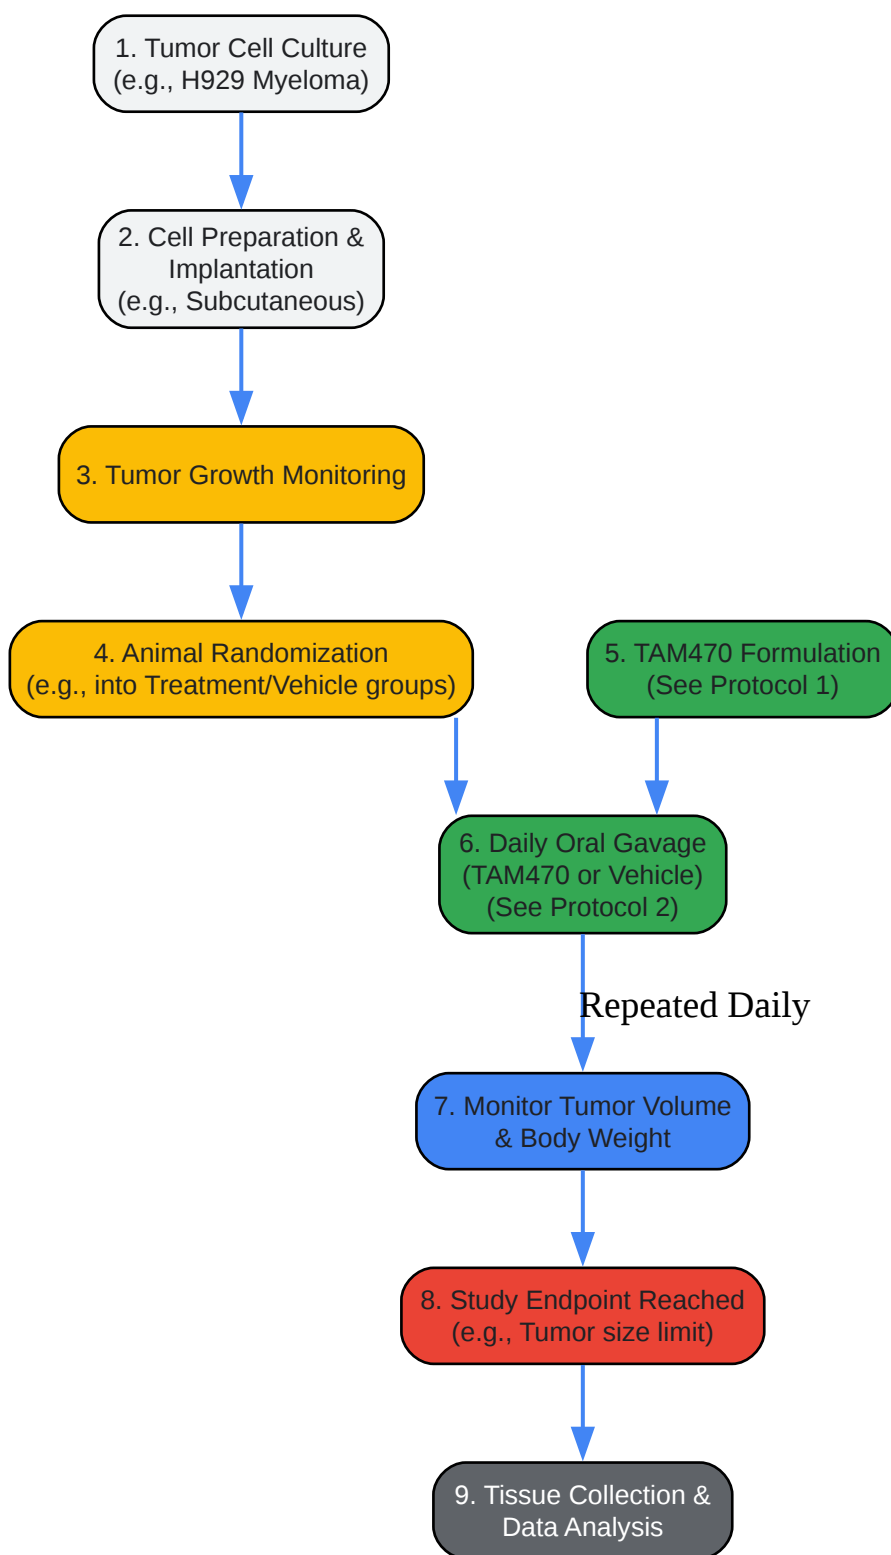 1. Tumor Cell Culture
(e.g., H929 Myeloma)
2. Cell Preparation &
Implantation
(e.g., Subcutaneous)
3. Tumor Growth Monitoring
4. Animal Randomization
(e.g., into Treatment/Vehicle groups)
5. TAM470 Formulation
(See Protocol 1)
6. Daily Oral Gavage
(TAM470 or Vehicle)
(See Protocol 2)
Repeated Daily
7. Monitor Tumor Volume
& Body Weight
8. Study Endpoint Reached
(e.g., Tumor size limit)
9. Tissue Collection &
Data Analysis